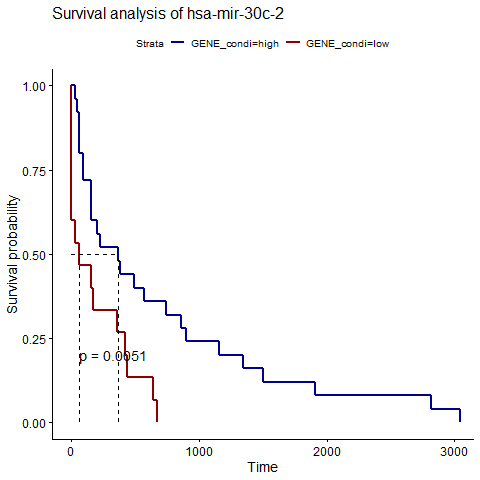 Survival analysis of hsa-mir-30c-2
Strata GENE_condi=high GENE_condi=low
1.00
0.75
0.50
0.25
0.00
Survival probability
p = 0.0051
0 1000 2000 3000
Time